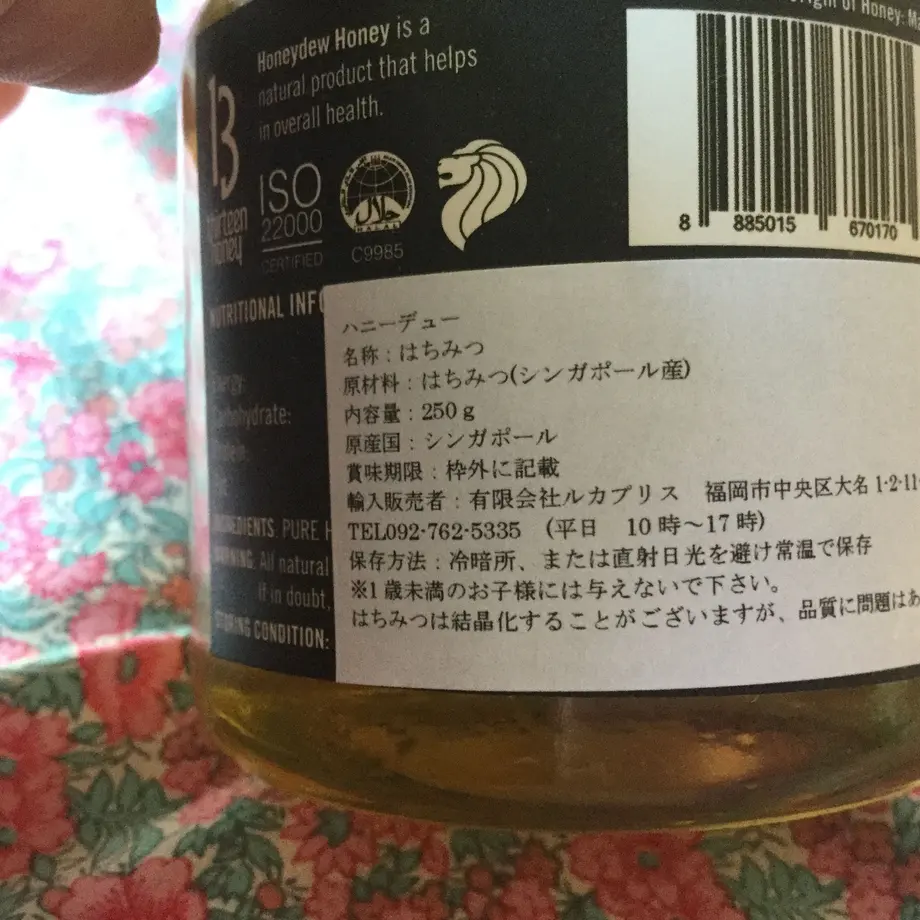 Origin of Honey:
Honeydew Honey is a
natural product that helps
in overall health.
13
thirteen
honey
ISO
22000
CERTIFIED
حلال
HALAL
C9985
8 885015 670170
NUTRITIONAL INFO
Energy:
Carbohydrate:
INGREDIENTS: PURE H
WARNING: All natural
If in doubt,
STORING CONDITION:
ハニーデュー
名称:はちみつ
原材料:はちみつ(シンガポール産)
内容量:250g
原産国:シンガポール
賞味期限:枠外に記載
輸入販売者:有限会社ルカプリス 福岡市中央区大名 1-2-11
TEL092-762-5335 (平日 10時~17時)
保存方法:冷暗所、または直射日光を避け常温で保存
※1歳未満のお子様には与えないで下さい。
はちみつは結晶化することがございますが、品質に問題はあ